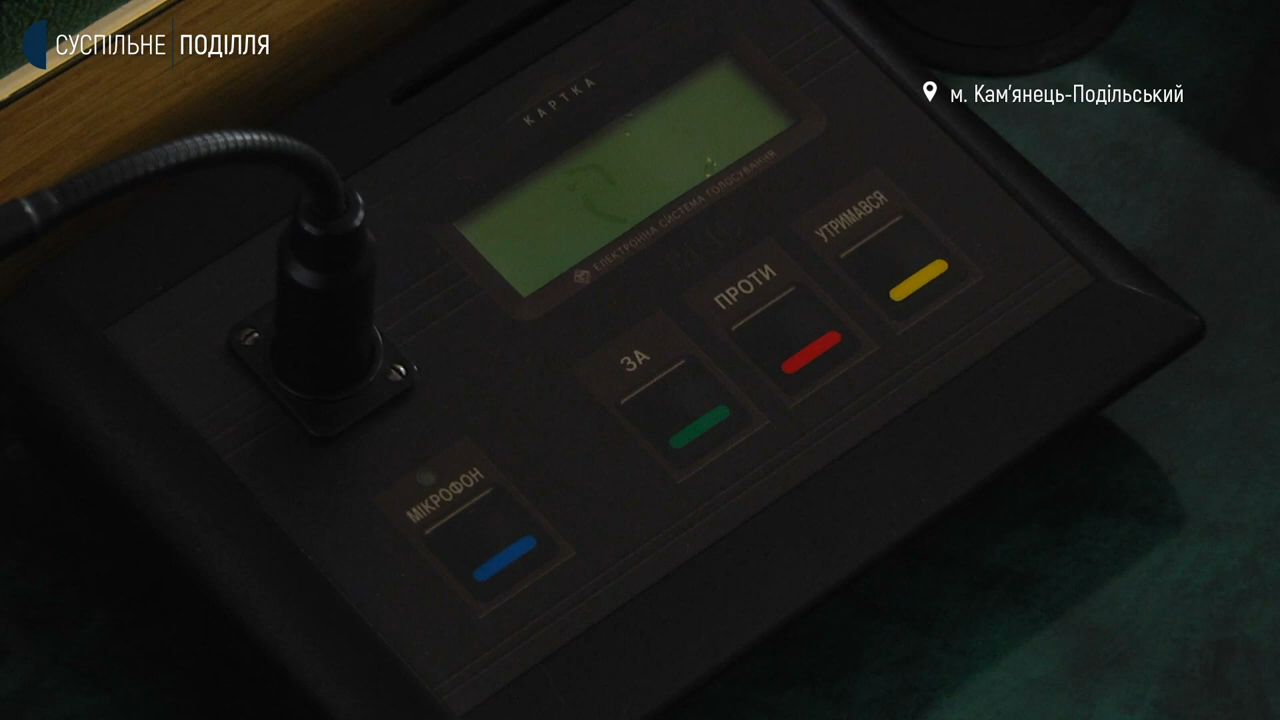 СУСПІЛЬНЕ ПОДІЛЛЯ
м. Кам'янець-Подільський
КАРТКА
ЕЛЕКТРОННА СИСТЕМА ГОЛОСУВАННЯ
УТРИМАВСЯ
ПРОТИ
ЗА
МІКРОФОН